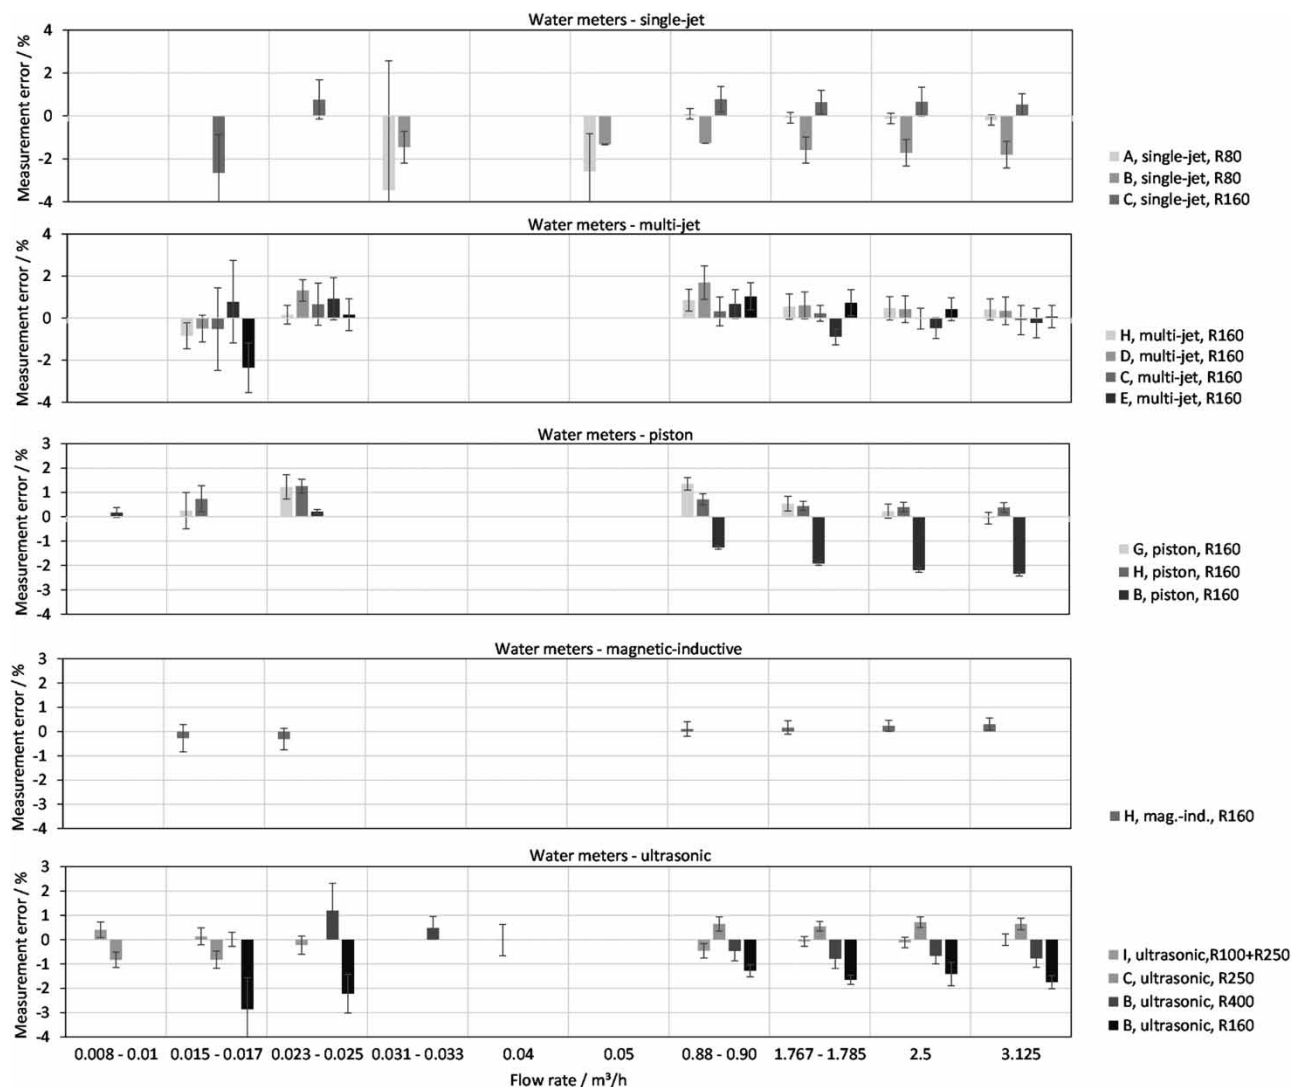 Water meters - single-jet
Measurement error / %
4
2
0
-2
-4
A, single-jet, R80
B, single-jet, R80
C, single-jet, R160
Water meters - multi-jet
Measurement error / %
4
2
0
-2
-4
H, multi-jet, R160
D, multi-jet, R160
C, multi-jet, R160
E, multi-jet, R160
Water meters - piston
Measurement error / %
3
2
1
0
-1
-2
-3
-4
G, piston, R160
H, piston, R160
B, piston, R160
Water meters - magnetic-inductive
Measurement error / %
3
2
1
0
-1
-2
-3
-4
H, mag.-ind., R160
Water meters - ultrasonic
Measurement error / %
3
2
1
0
-1
-2
-3
-4
I, ultrasonic,R100+R250
C, ultrasonic, R250
B, ultrasonic, R400
B, ultrasonic, R160
0.008 - 0.01 0.015 - 0.017 0.023 - 0.025 0.031 - 0.033 0.04 0.05 0.88 - 0.90 1.767 - 1.785 2.5 3.125
Flow rate / m³/h